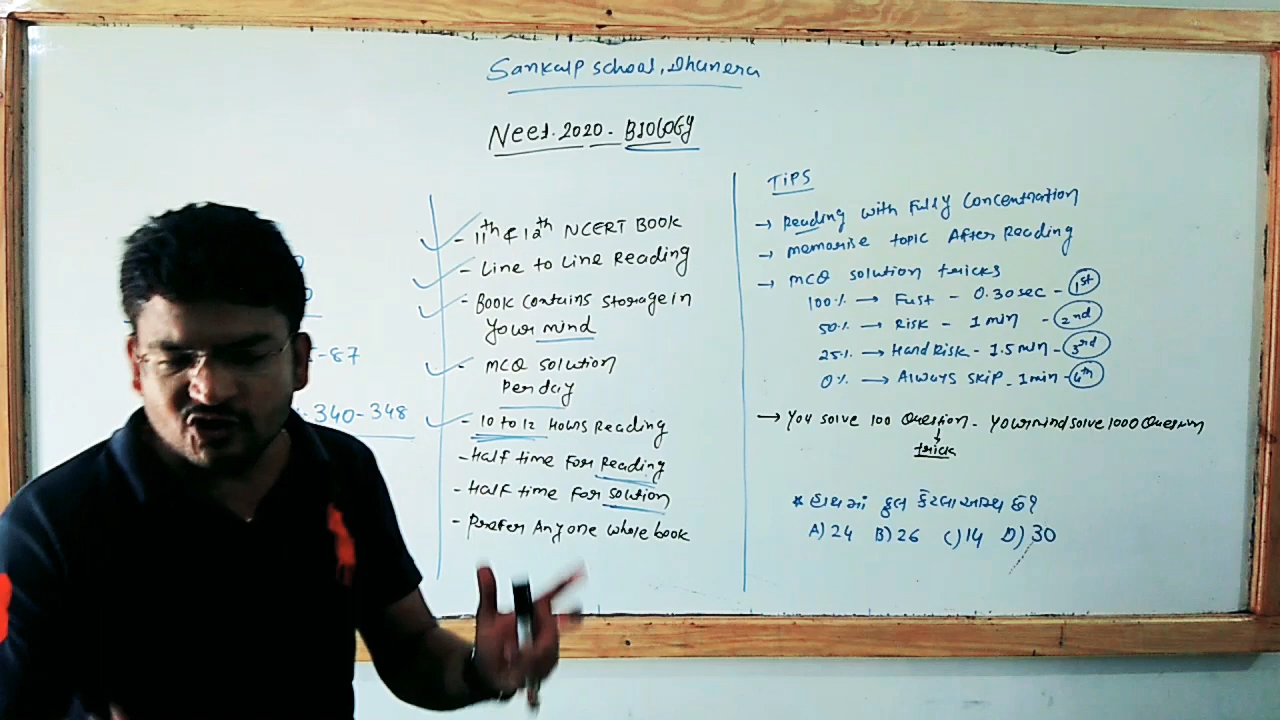 Sankalp school, Dhanera
Neet. 2020 - BIOLOGY
-87
- 340-348
- 11th & 12th NCERT BOOK
- Line to Line Reading
- Book contains storage in
your mind
- MCQ solution
Per day
- 10 to 12 Hours Reading
- Half time For Reading
- Half time For solution
- Prefer Any one whole book
TIPS
→ Reading with Fully Concentration
→ Memorise topic After Reading
→ MCQ solution tricks
100% → Fast - 0.30 sec - 1st
50% → Risk - 1 min - 2nd
25% → Hard Risk - 1.5 min - 3rd
0% → Always skip - 1 min - 4th
→ You solve 100 Question - Your mind solve 1000 Question
trick
* હાથમાં કુલ કેટલા અસ્થિ છે?
A) 24 B) 26 C) 14 D) 30